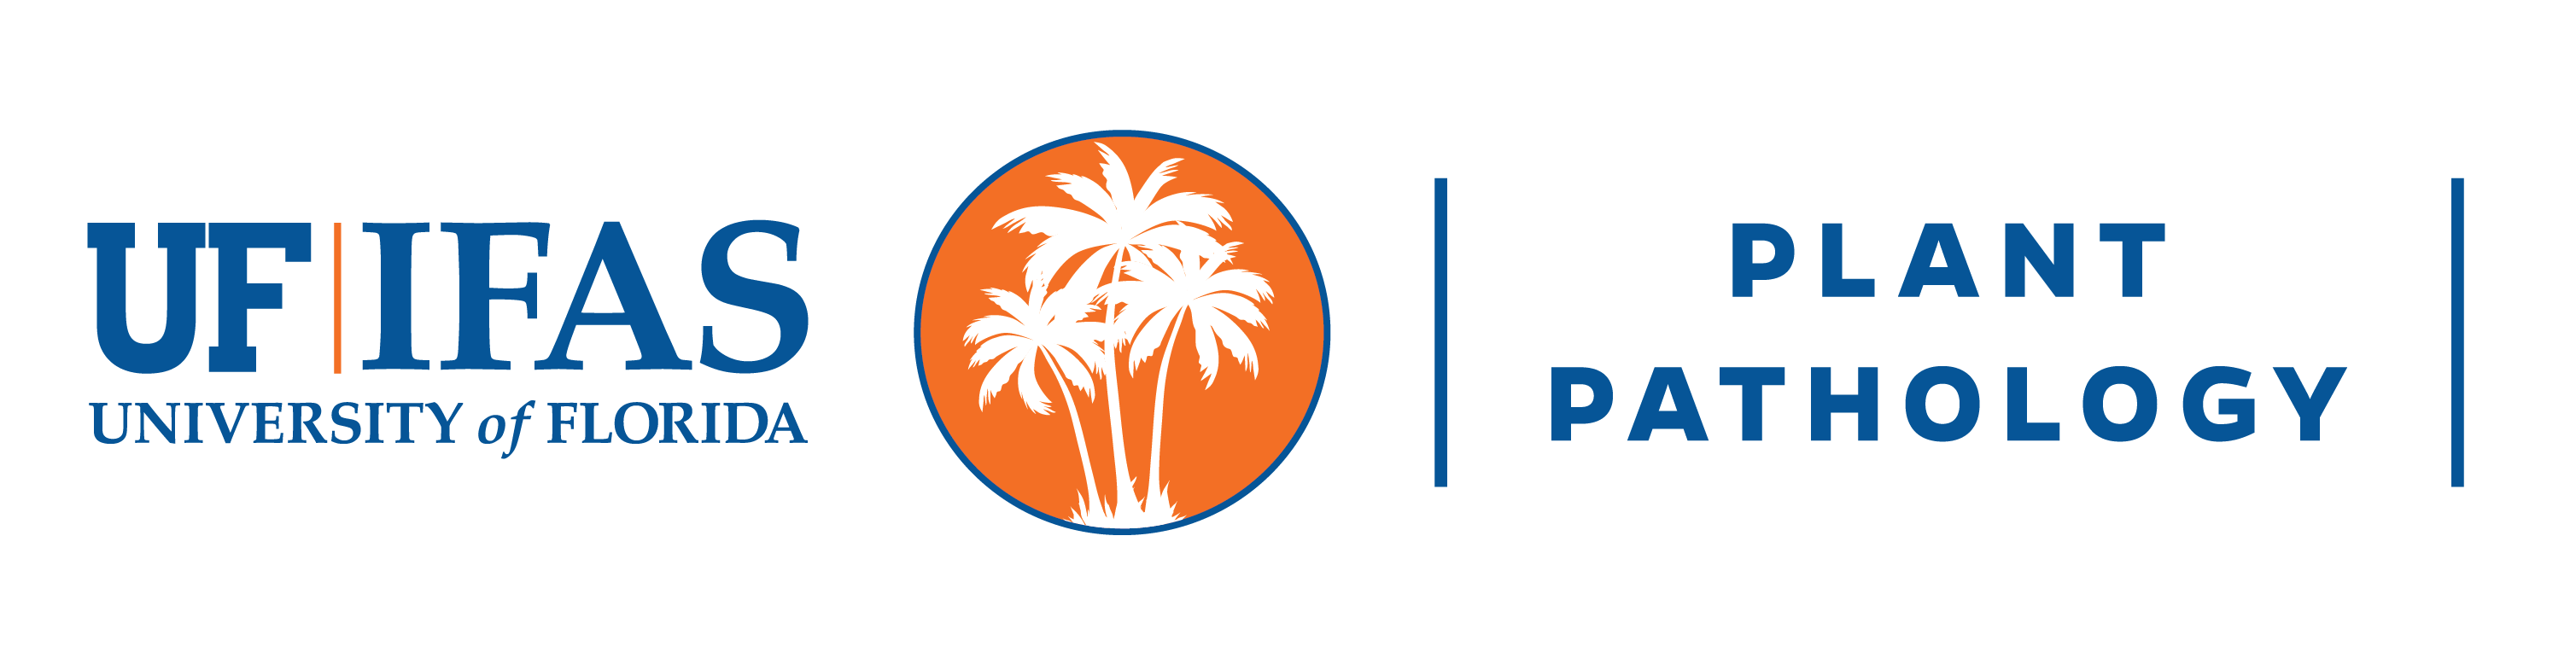 UF|IFAS
UNIVERSITY of FLORIDA
PLANT
PATHOLOGY